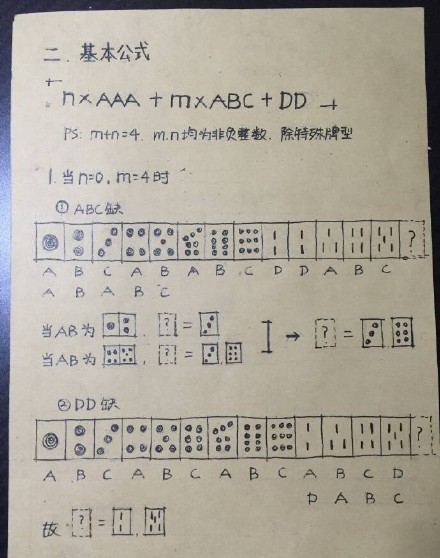 二. 基本公式
n×AAA + m×ABC + DD
PS: m+n=4. m.n均为非负整数. 除特殊牌型
1. 当n=0, m=4时
① ABC缺
?
A B C A B A B C D D A B C
A B A B C
当AB为 , ? =
→ ? =
当AB为 , ? =
② DD缺
?
A B C A B C A B C A B C D
D A B C
故 ? = ,